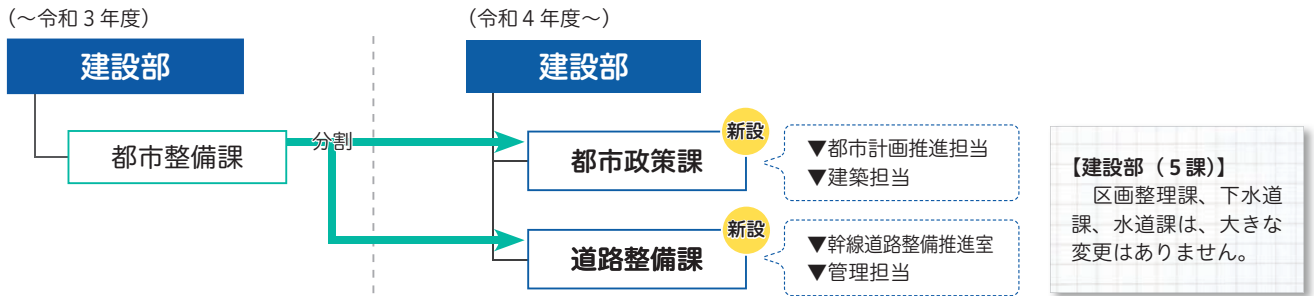 (～令和３年度)
建設部
都市整備課
分割
(令和４年度～)
建設部
新設
都市政策課
▼都市計画推進担当
▼建築担当
新設
道路整備課
▼幹線道路整備推進室
▼管理担当
【建設部（５課）】
　区画整理課、下水道
課、水道課は、大きな
変更はありません。